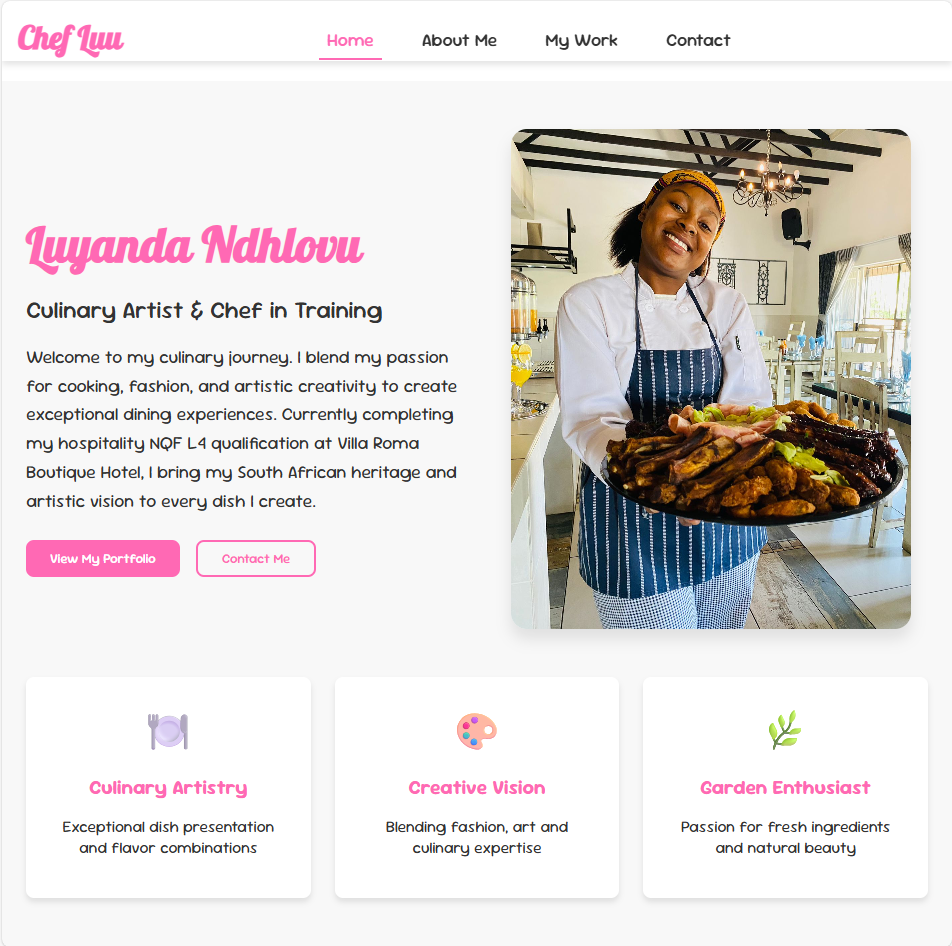 Chef Luu
Home
About Me
My Work
Contact
Luyanda Ndhlovu
Culinary Artist & Chef in Training
Welcome to my culinary journey. I blend my passion
for cooking, fashion, and artistic creativity to create
exceptional dining experiences. Currently completing
my hospitality NQF L4 qualification at Villa Roma
Boutique Hotel, I bring my South African heritage and
artistic vision to every dish I create.
View My Portfolio
Contact Me
Culinary Artistry
Exceptional dish presentation
and flavor combinations
Creative Vision
Blending fashion, art and
culinary expertise
Garden Enthusiast
Passion for fresh ingredients
and natural beauty